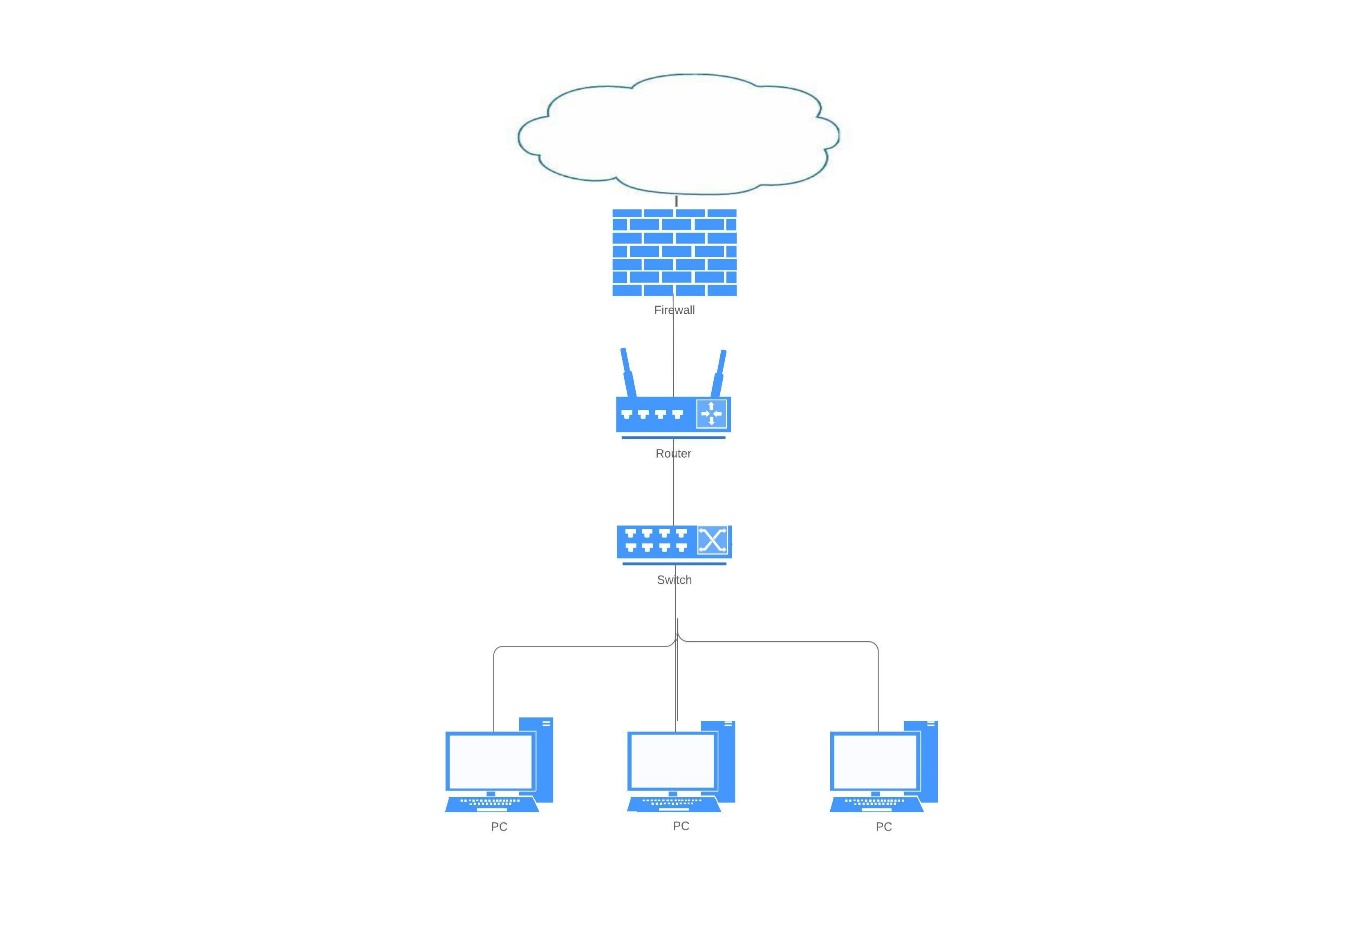 Firewall
Router
Switch
PC
PC
PC